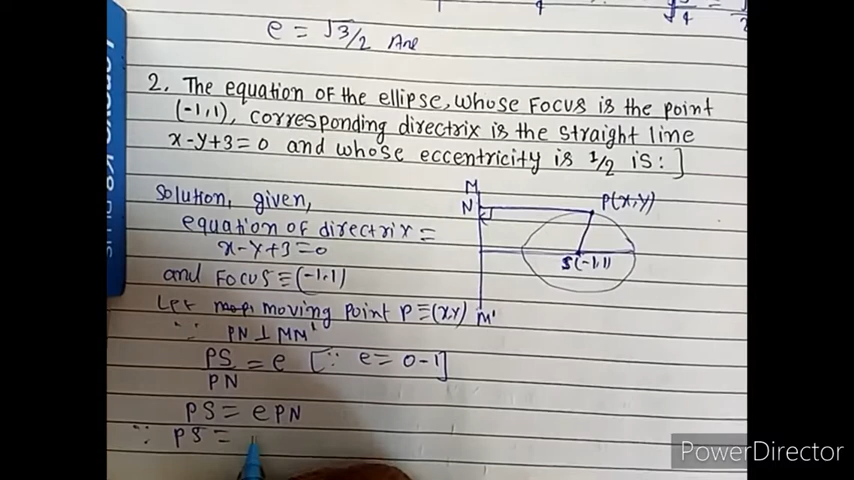 e = √3/2 Ans
2. The equation of the ellipse, whose Focus is the point
(-1,1), corresponding directrix is the straight line
x-y+3=0 and whose eccentricity is 1/2 is:]
Solution, given,
equation of directrix =
x-y+3=0
and Focus ≡ (-1,1)
Let moving point P≡(x,y)
∵ PN ⊥ MM'
PS/PN = e [∵ e = 0-1]
PS = e PN
∵ PS =
M
N
P(x,y)
S(-1,1)
M'
PowerDirector